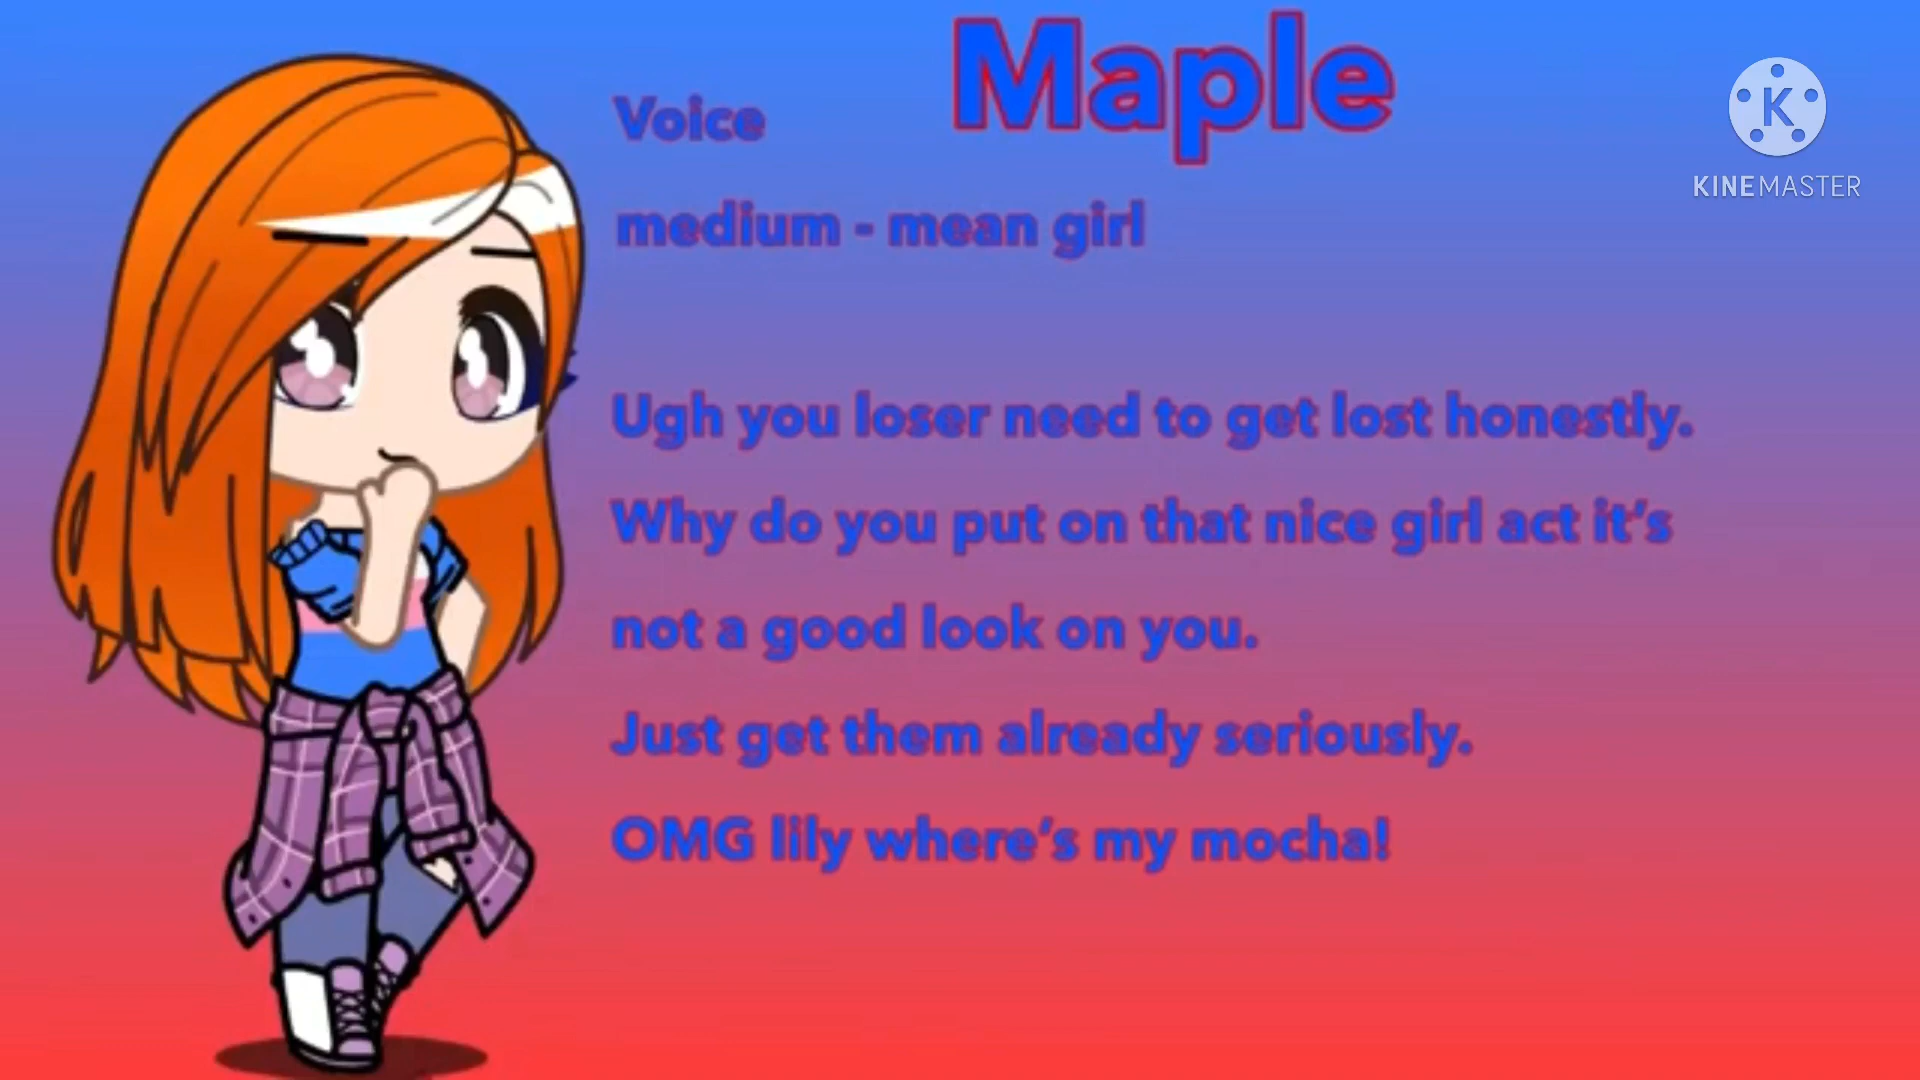 Maple
Voice
medium - mean girl
Ugh you loser need to get lost honestly.
Why do you put on that nice girl act it's
not a good look on you.
Just get them already seriously.
OMG lily where's my mocha!
K
KINEMASTER